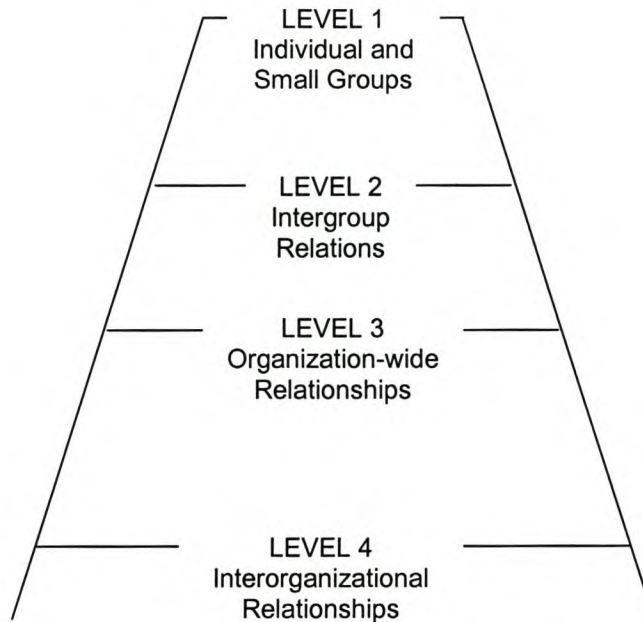 LEVEL 1
Individual and
Small Groups
LEVEL 2
Intergroup
Relations
LEVEL 3
Organization-wide
Relationships
LEVEL 4
Interorganizational
Relationships